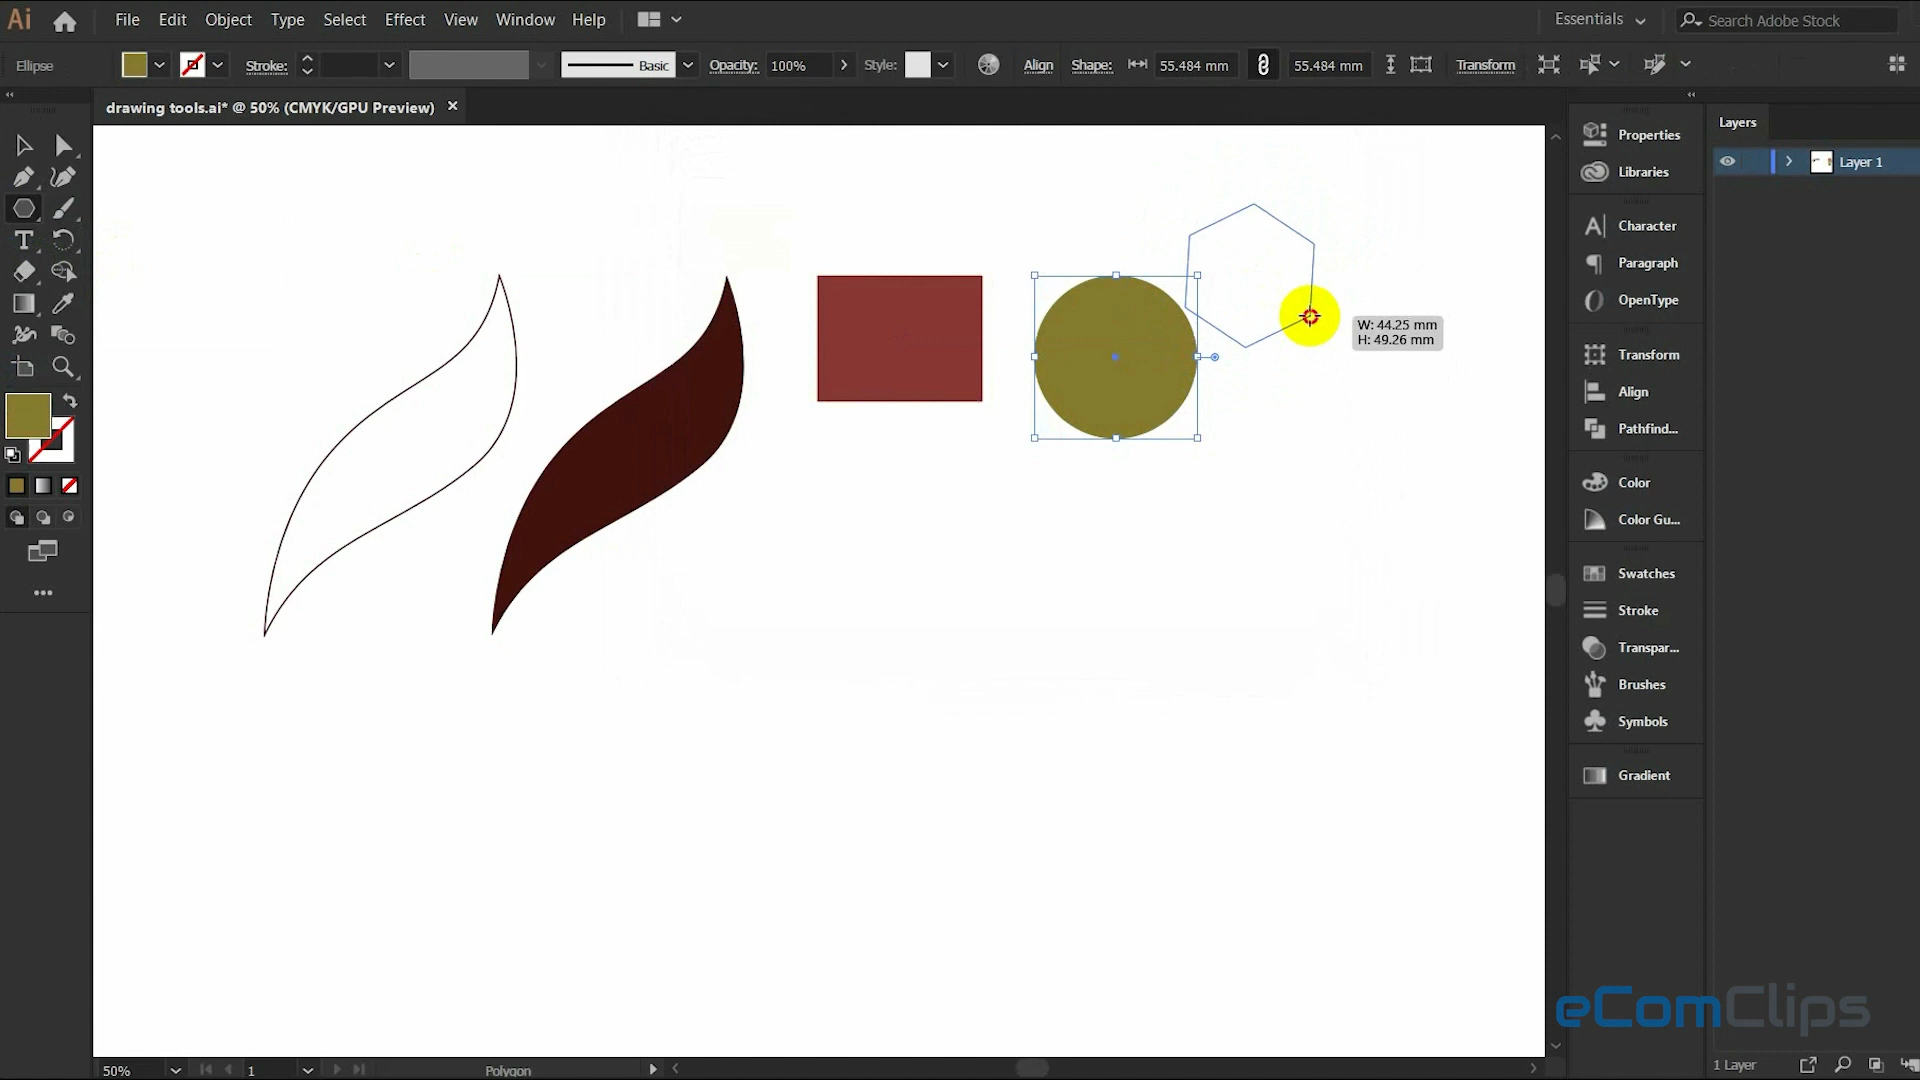 Ai File Edit Object Type Select Effect View Window Help Essentials Search Adobe Stock
Ellipse Stroke: Basic Opacity: 100% Style: Align Shape: 55.484 mm 55.484 mm Transform
drawing tools.ai* @ 50% (CMYK/GPU Preview)
Layers
Layer 1
Properties
Libraries
Character
Paragraph
OpenType
Transform
Align
Pathfind...
Color
Color Gu...
Swatches
Stroke
Transpar...
Brushes
Symbols
Gradient
W: 44.25 mm
H: 49.26 mm
eComClips
50% 1 Polygon
1 Layer